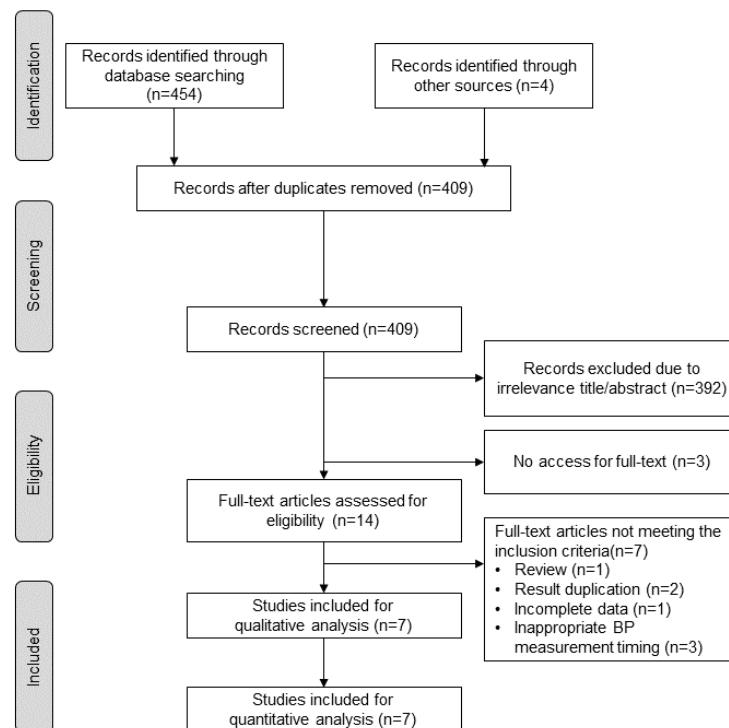 Identification
Records identified through
database searching
(n=454)
Records identified through
other sources (n=4)
Records after duplicates removed (n=409)
Screening
Records screened (n=409)
Records excluded due to
irrelevance title/abstract (n=392)
Eligibility
No access for full-text (n=3)
Full-text articles assessed for
eligibility (n=14)
Full-text articles not meeting the
inclusion criteria(n=7)
• Review (n=1)
• Result duplication (n=2)
• Incomplete data (n=1)
• Inappropriate BP
measurement timing (n=3)
Included
Studies included for
qualitative analysis (n=7)
Studies included for
quantitative analysis (n=7)